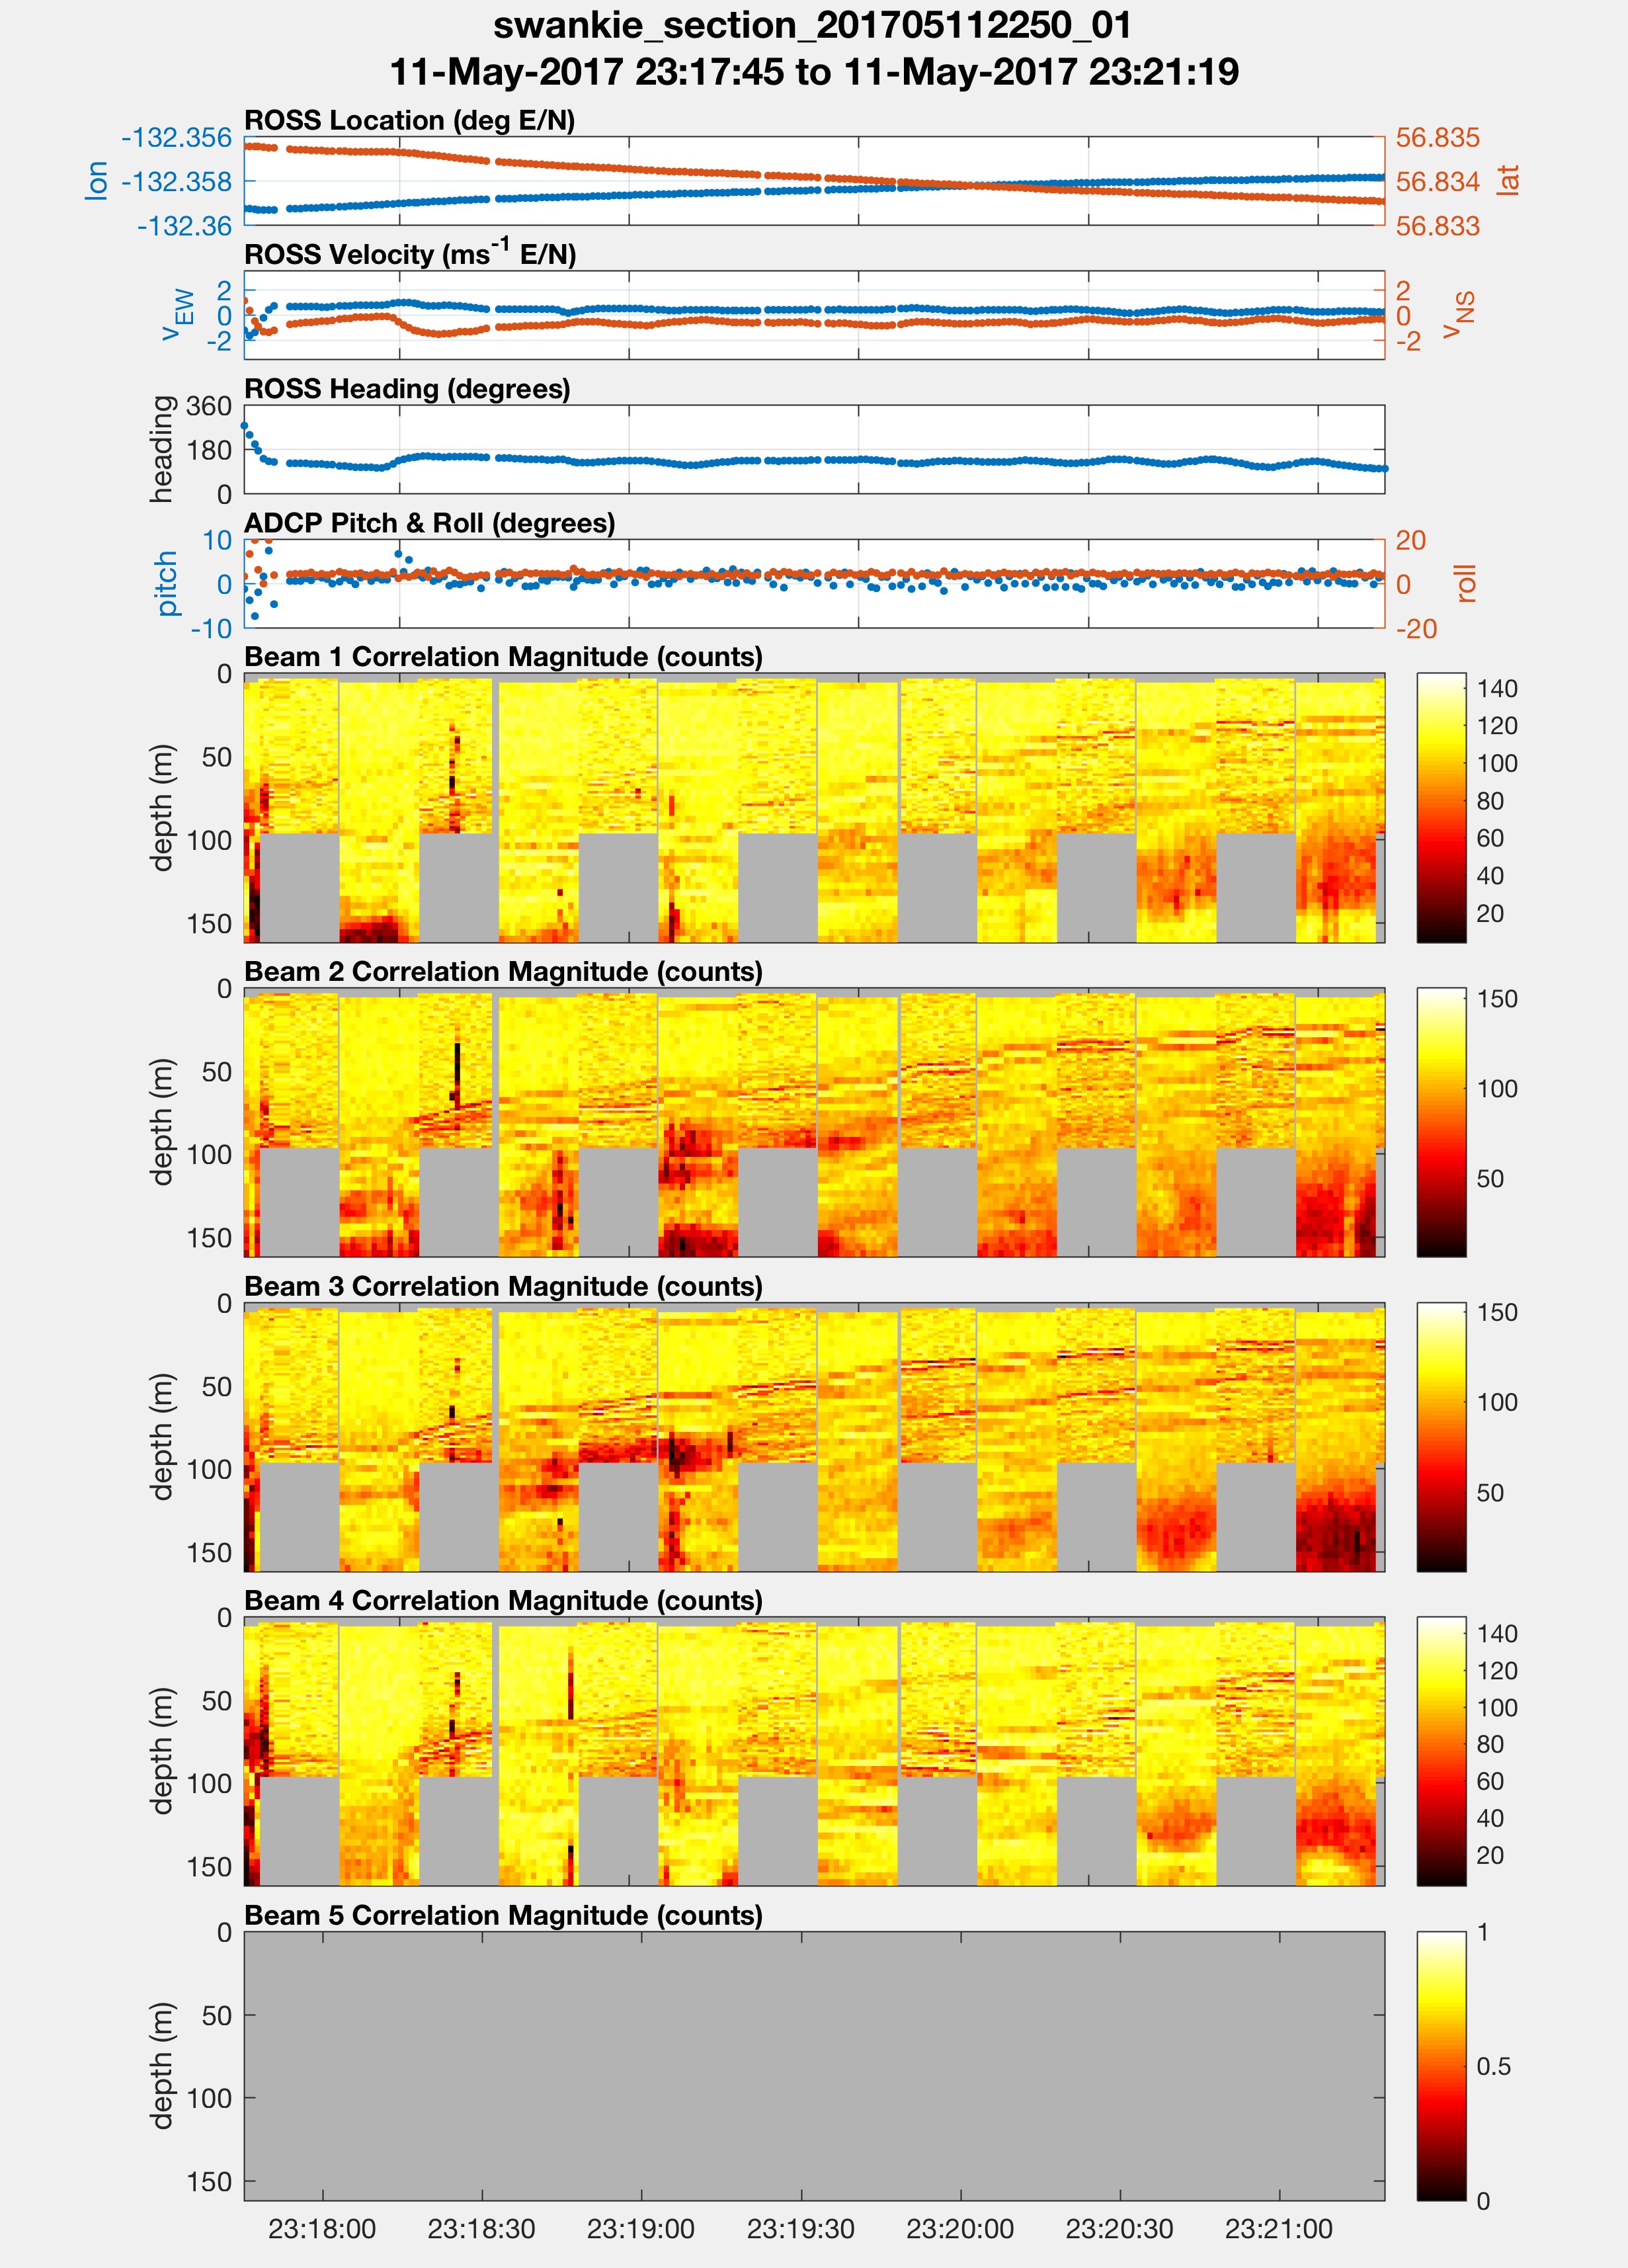 swankie_section_201705112250_01
11-May-2017 23:17:45 to 11-May-2017 23:21:19
ROSS Location (deg E/N)
-132.356
-132.358
-132.36
lon
56.835
56.834
56.833
lat
ROSS Velocity (ms-1 E/N)
2
0
-2
vEW
2
0
-2
vNS
ROSS Heading (degrees)
360
180
0
heading
ADCP Pitch & Roll (degrees)
10
0
-10
pitch
20
0
-20
roll
Beam 1 Correlation Magnitude (counts)
0
50
100
150
depth (m)
140
120
100
80
60
40
20
Beam 2 Correlation Magnitude (counts)
0
50
100
150
depth (m)
150
100
50
Beam 3 Correlation Magnitude (counts)
0
50
100
150
depth (m)
150
100
50
Beam 4 Correlation Magnitude (counts)
0
50
100
150
depth (m)
140
120
100
80
60
40
20
Beam 5 Correlation Magnitude (counts)
0
50
100
150
depth (m)
1
0.5
0
23:18:00 23:18:30 23:19:00 23:19:30 23:20:00 23:20:30 23:21:00